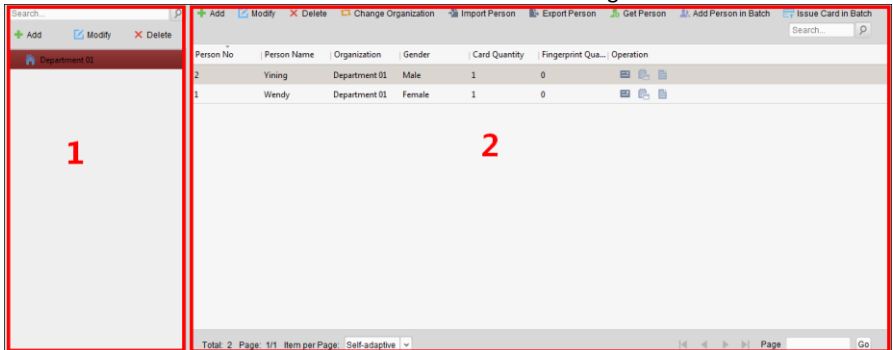 Search...
Add Modify Delete
Department 01
1
Add Modify Delete Change Organization Import Person Export Person Get Person Add Person in Batch Issue Card in Batch
Search...
Person No Person Name Organization Gender Card Quantity Fingerprint Qua... Operation
2 Yining Department 01 Male 1 0
1 Wendy Department 01 Female 1 0
2
Total: 2 Page: 1/1 Item per Page: Self-adaptive Page Go